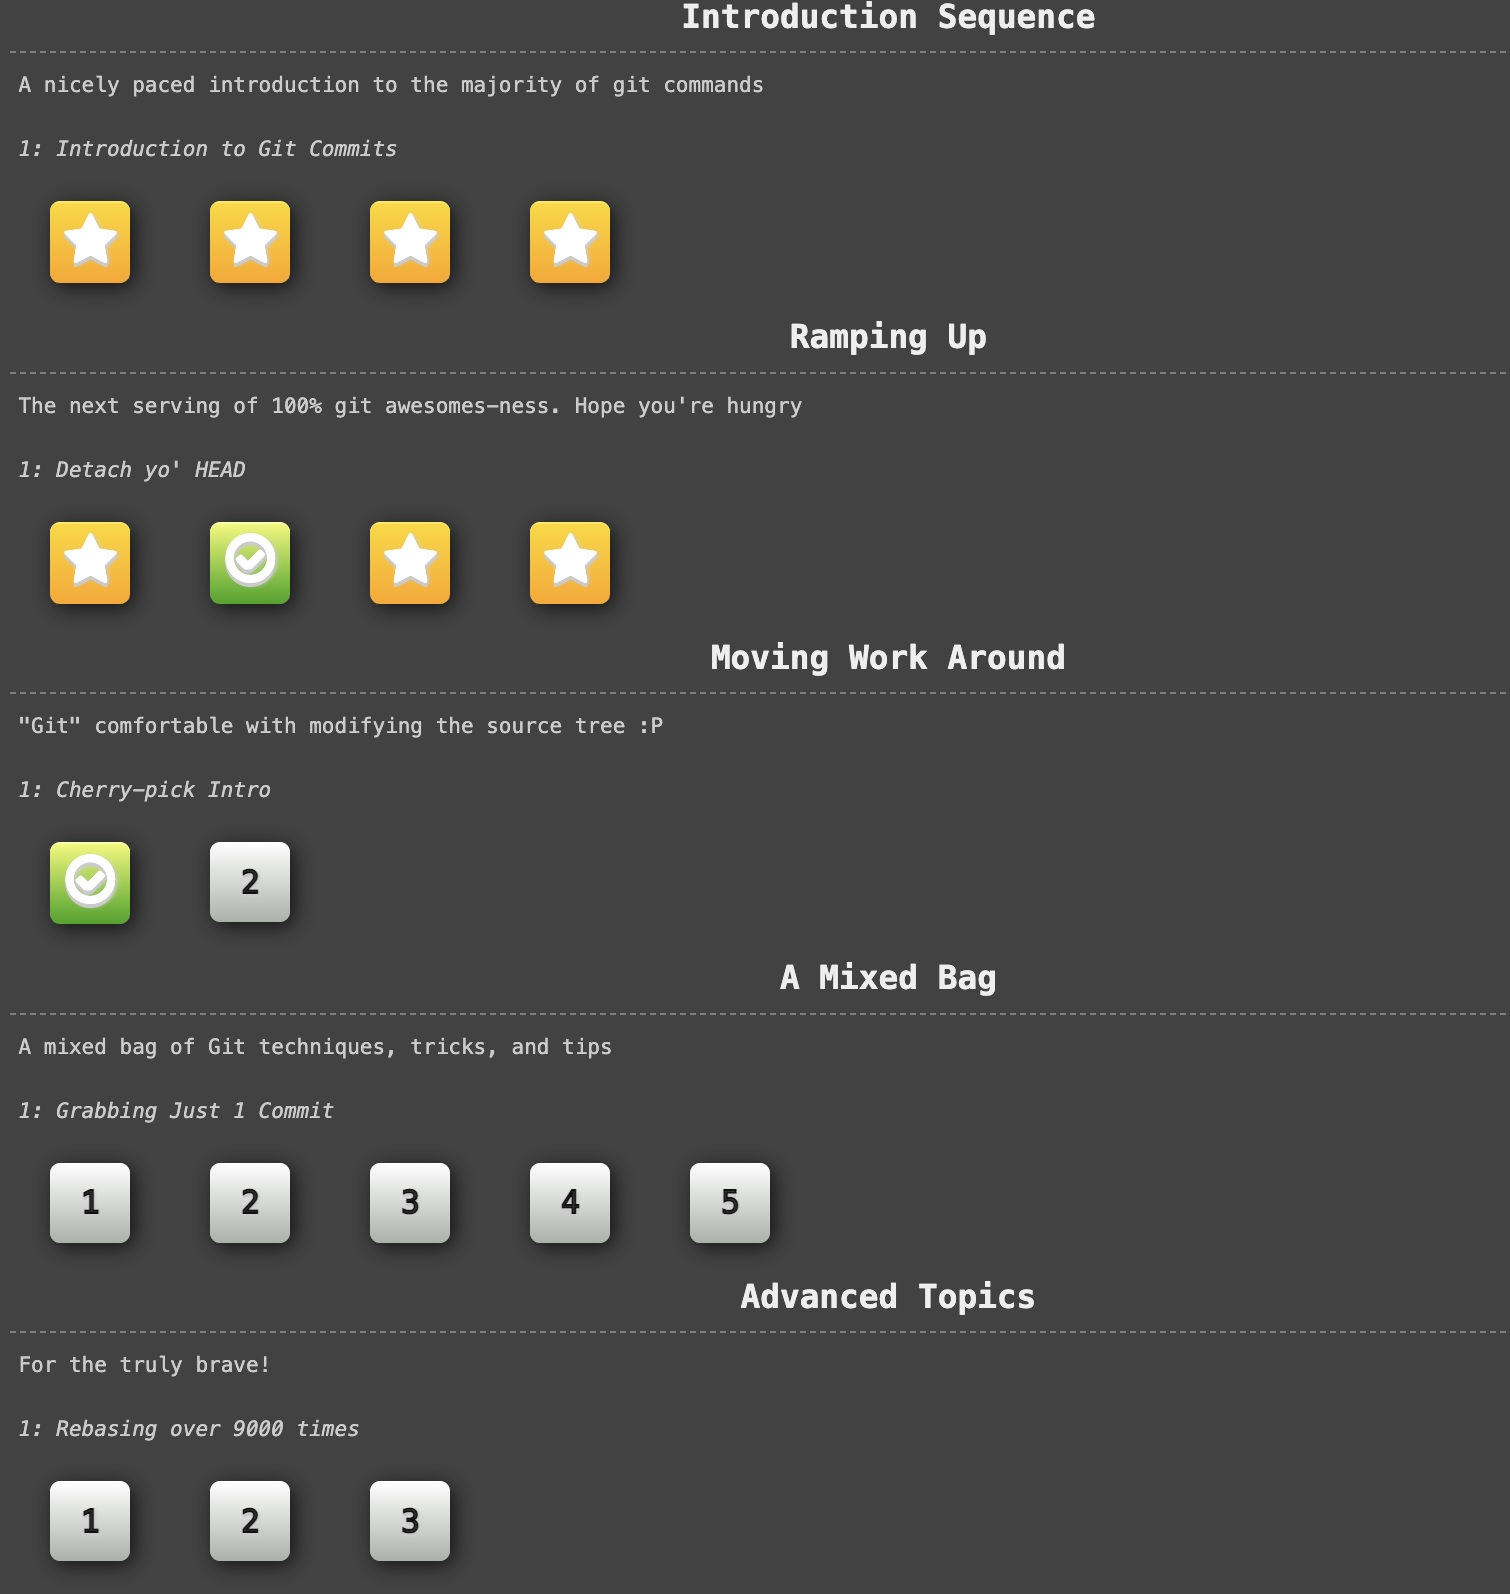 Introduction Sequence
A nicely paced introduction to the majority of git commands
1: Introduction to Git Commits
Ramping Up
The next serving of 100% git awesomes-ness. Hope you're hungry
1: Detach yo' HEAD
Moving Work Around
"Git" comfortable with modifying the source tree :P
1: Cherry-pick Intro
2
A Mixed Bag
A mixed bag of Git techniques, tricks, and tips
1: Grabbing Just 1 Commit
1 2 3 4 5
Advanced Topics
For the truly brave!
1: Rebasing over 9000 times
1 2 3